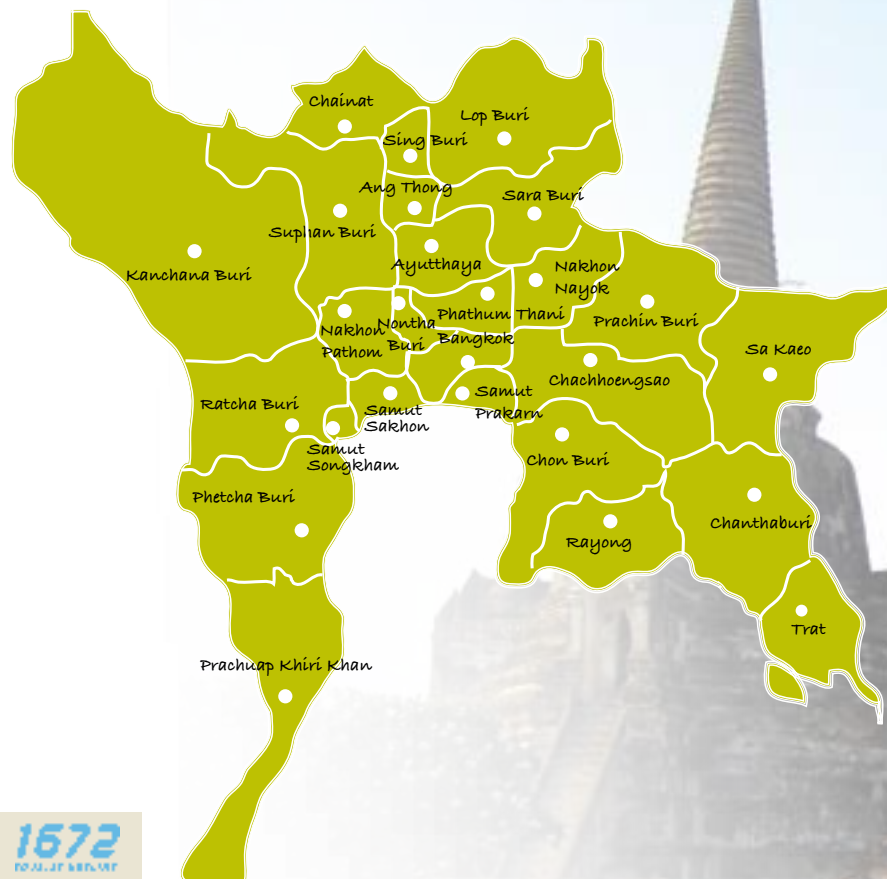 Chainat
Lop Buri
Sing Buri
Ang Thong
Sara Buri
Suphan Buri
Kanchana Buri
Ayutthaya
Nakhon
Nayok
Phathum Thani
Prachin Buri
Nakhon
Pathom
Nontha
Buri
Bangkok
Sa Kaeo
Chachhoengsao
Ratcha Buri
Samut
Sakhon
Samut
Prakarn
Samut
Songkham
Chon Buri
Phetcha Buri
Chanthaburi
Rayong
Trat
Prachuap Khiri Khan
1672